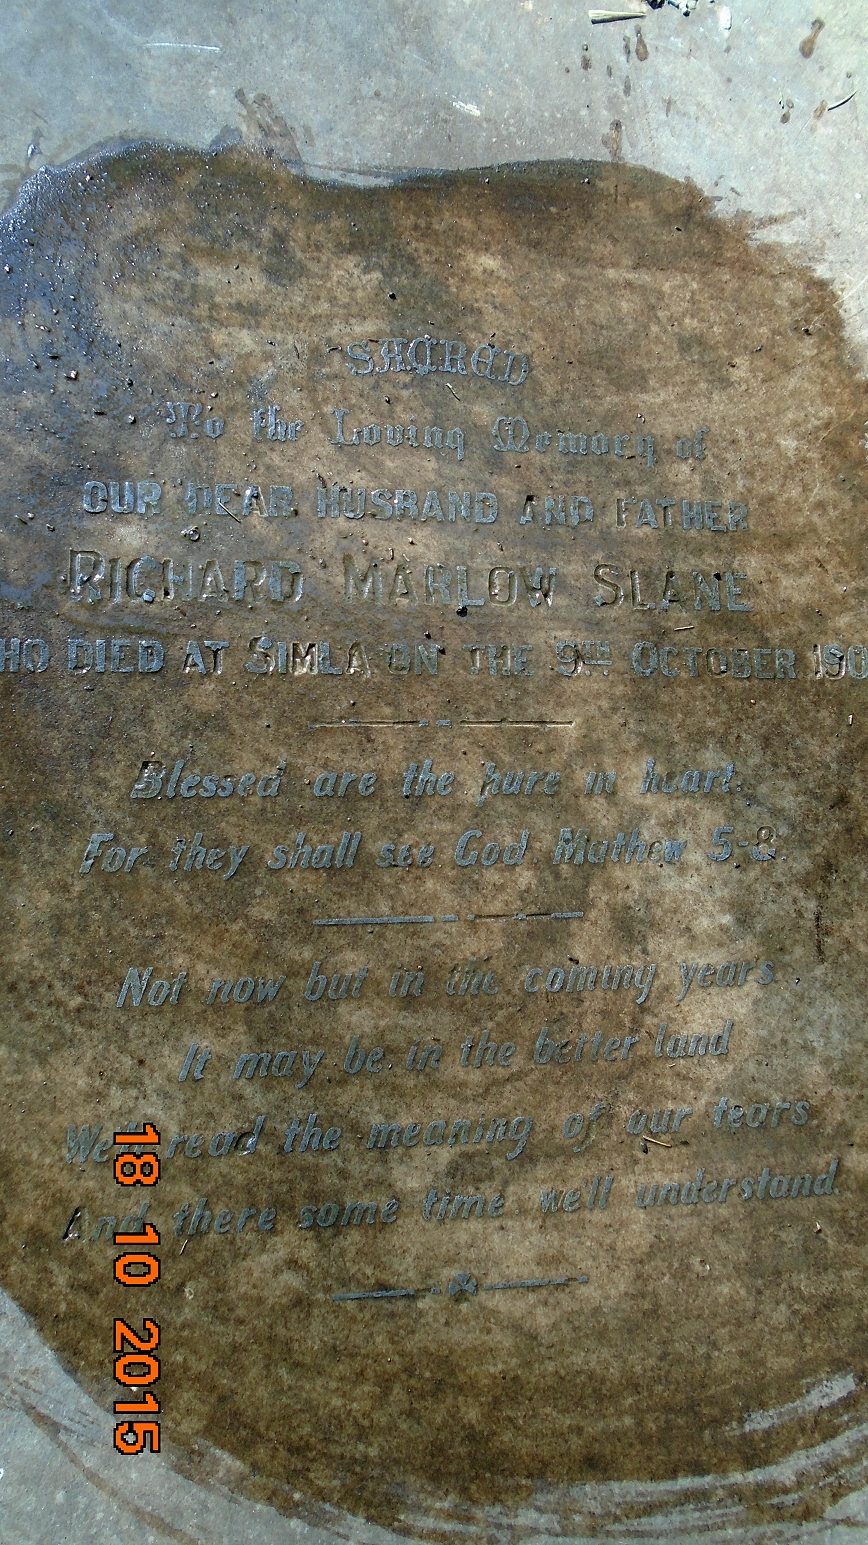 SACRED
To the Loving Memory of
OUR DEAR HUSBAND AND FATHER
RICHARD MARLOW SLANE
HO DIED AT SIMLA ON THE 9TH OCTOBER 190
Blessed are the pure in heart.
For they shall see God Mathew 5-8.
Not now but in the coming years
It may be in the better land
We'll read the meaning of our tears
And there some time we'll understand.
18 10 2015